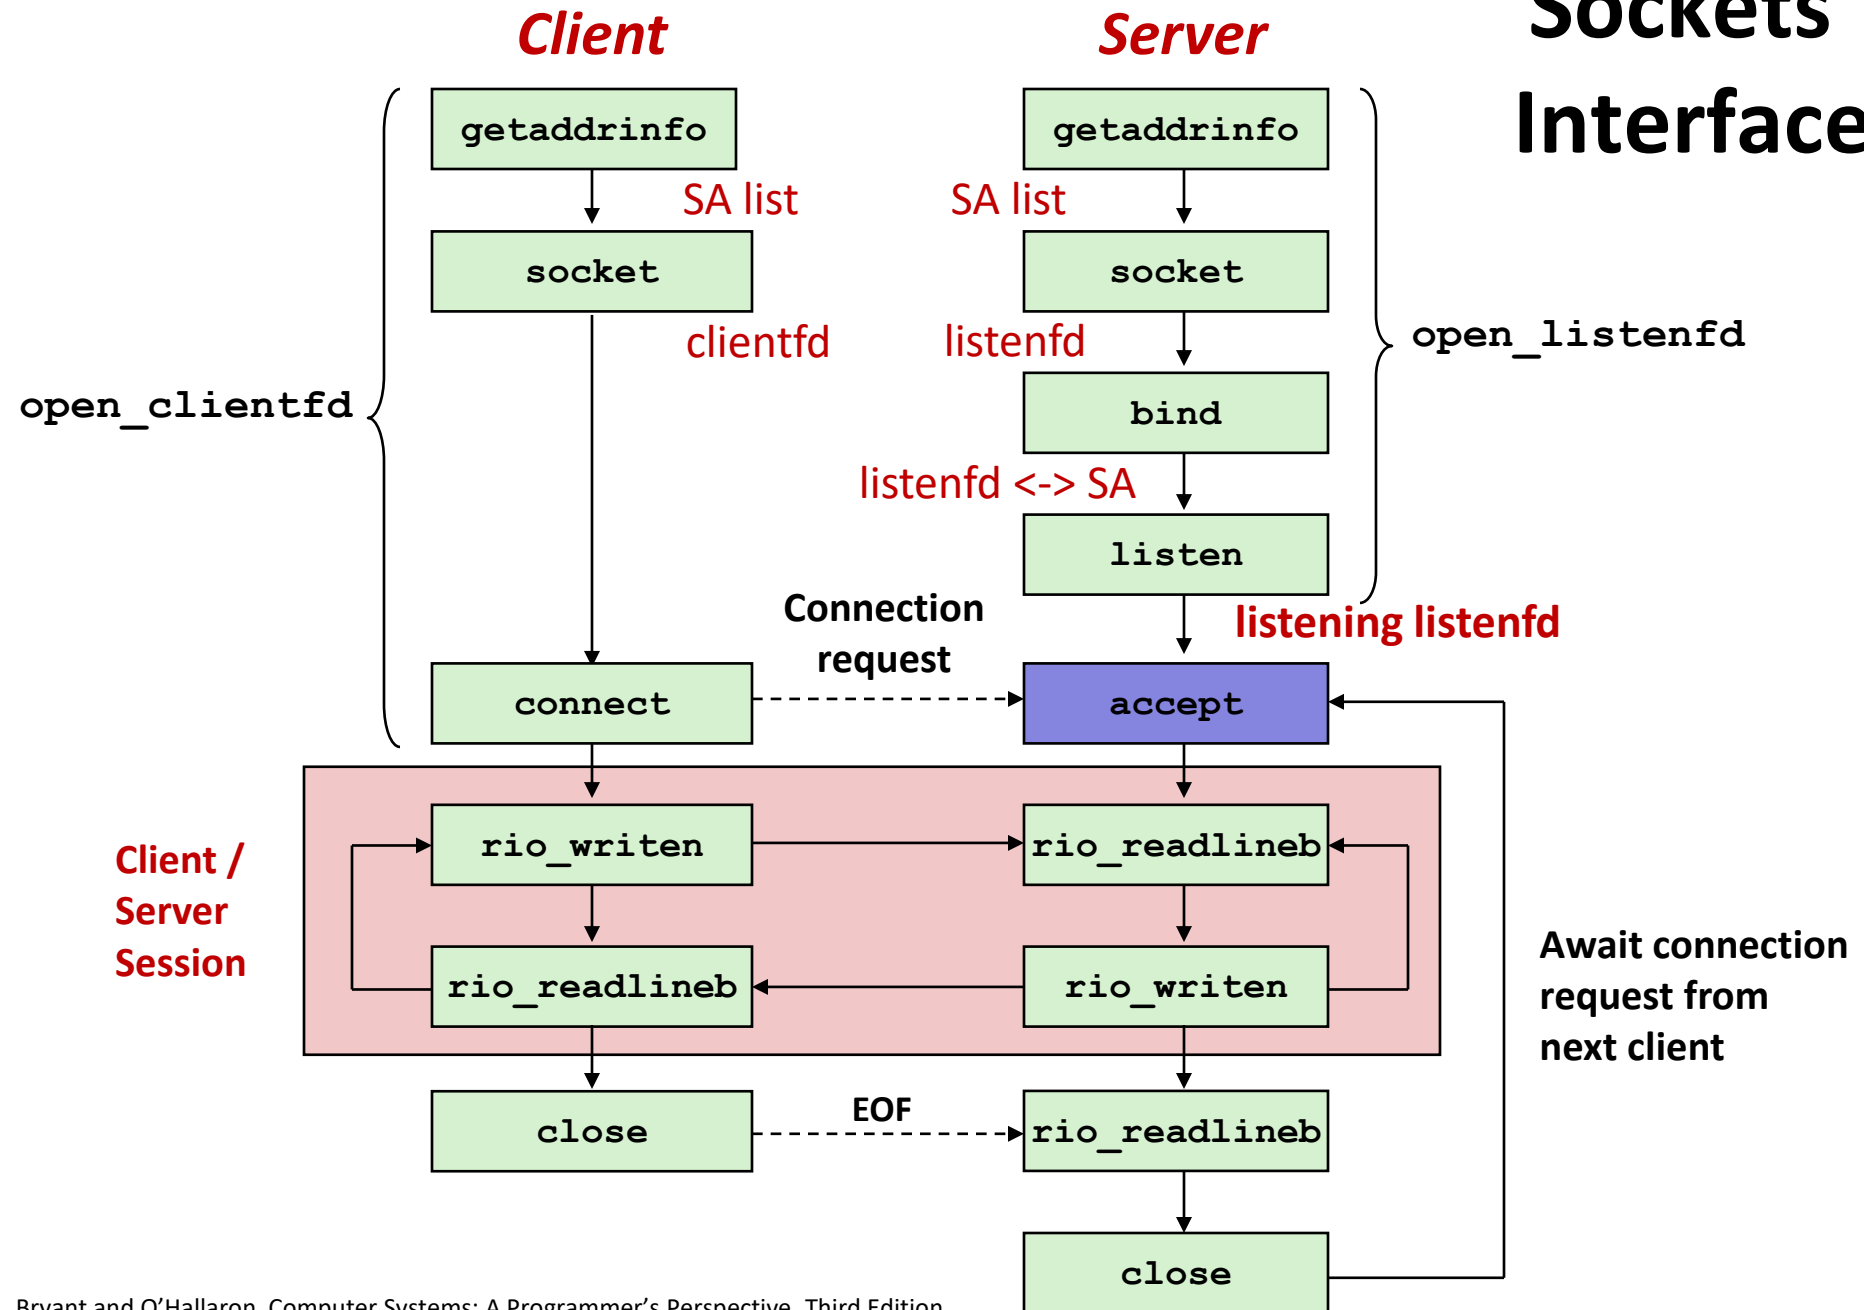 Sockets
Interface
Client
Server
getaddrinfo
getaddrinfo
SA list
SA list
socket
socket
clientfd
listenfd
open_listenfd
open_clientfd
bind
listenfd <-> SA
listen
Connection
request
listening listenfd
connect
accept
Client /
Server
Session
rio_writen
rio_readlineb
rio_readlineb
rio_writen
Await connection
request from
next client
close
EOF
rio_readlineb
close
Bryant and O'Hallaron, Computer Systems: A Programmer's Perspective, Third Edition